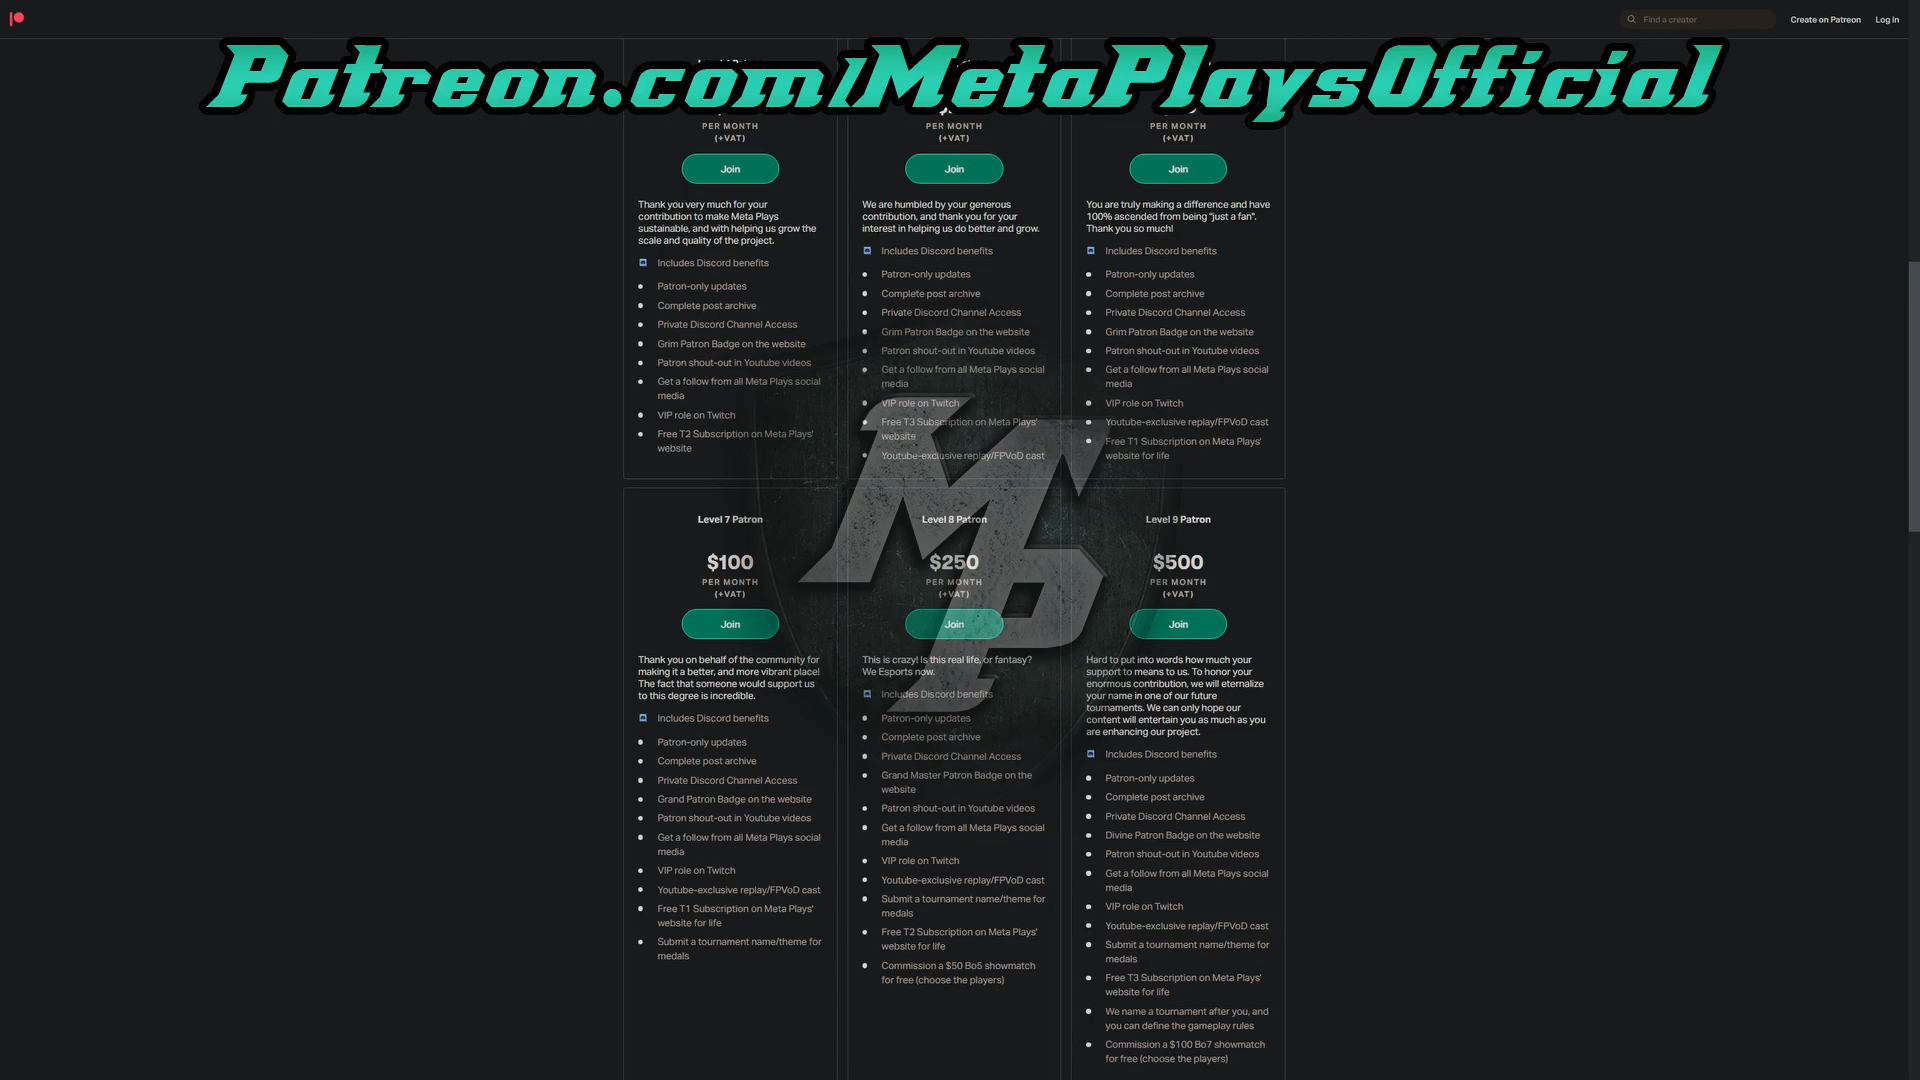 Find a creator
Create on Patreon
Log in
Patreon.com/MetaPlaysOfficial
PER MONTH
(+VAT)
Join
Thank you very much for your
contribution to make Meta Plays
sustainable, and with helping us grow the
scale and quality of the project.
Includes Discord benefits
Patron-only updates
Complete post archive
Private Discord Channel Access
Grim Patron Badge on the website
Patron shout-out in Youtube videos
Get a follow from all Meta Plays social
media
VIP role on Twitch
Free T2 Subscription on Meta Plays'
website
PER MONTH
(+VAT)
Join
We are humbled by your generous
contribution, and thank you for your
interest in helping us do better and grow.
Includes Discord benefits
Patron-only updates
Complete post archive
Private Discord Channel Access
Grim Patron Badge on the website
Patron shout-out in Youtube videos
Get a follow from all Meta Plays social
media
VIP role on Twitch
Free T3 Subscription on Meta Plays'
website
Youtube-exclusive replay/FPVoD cast
PER MONTH
(+VAT)
Join
You are truly making a difference and have
100% ascended from being "just a fan".
Thank you so much!
Includes Discord benefits
Patron-only updates
Complete post archive
Private Discord Channel Access
Grim Patron Badge on the website
Patron shout-out in Youtube videos
Get a follow from all Meta Plays social
media
VIP role on Twitch
Youtube-exclusive replay/FPVoD cast
Free T1 Subscription on Meta Plays'
website for life
MP
Level 7 Patron
$100
PER MONTH
(+VAT)
Join
Thank you on behalf of the community for
making it a better, and more vibrant place!
The fact that someone would support us
to this degree is incredible.
Includes Discord benefits
Patron-only updates
Complete post archive
Private Discord Channel Access
Grand Patron Badge on the website
Patron shout-out in Youtube videos
Get a follow from all Meta Plays social
media
VIP role on Twitch
Youtube-exclusive replay/FPVoD cast
Free T1 Subscription on Meta Plays'
website for life
Submit a tournament name/theme for
medals
Level 8 Patron
$250
PER MONTH
(+VAT)
Join
This is crazy! Is this real life, or fantasy?
We Esports now.
Includes Discord benefits
Patron-only updates
Complete post archive
Private Discord Channel Access
Grand Master Patron Badge on the
website
Patron shout-out in Youtube videos
Get a follow from all Meta Plays social
media
VIP role on Twitch
Youtube-exclusive replay/FPVoD cast
Submit a tournament name/theme for
medals
Free T2 Subscription on Meta Plays'
website for life
Commission a $50 Bo5 showmatch
for free (choose the players)
Level 9 Patron
$500
PER MONTH
(+VAT)
Join
Hard to put into words how much your
support to means to us. To honor your
enormous contribution, we will eternalize
your name in one of our future
tournaments. We can only hope our
content will entertain you as much as you
are enhancing our project.
Includes Discord benefits
Patron-only updates
Complete post archive
Private Discord Channel Access
Divine Patron Badge on the website
Patron shout-out in Youtube videos
Get a follow from all Meta Plays social
media
VIP role on Twitch
Youtube-exclusive replay/FPVoD cast
Submit a tournament name/theme for
medals
Free T3 Subscription on Meta Plays'
website for life
We name a tournament after you, and
you can define the gameplay rules
Commission a $100 Bo7 showmatch
for free (choose the players)